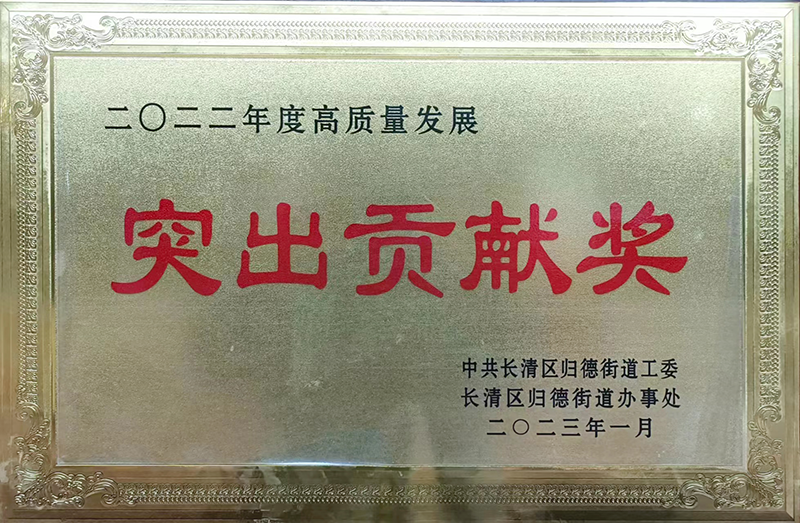 二〇二二年度高质量发展
突出贡献奖
中共长清区归德街道工委
长清区归德街道办事处
二〇二三年一月